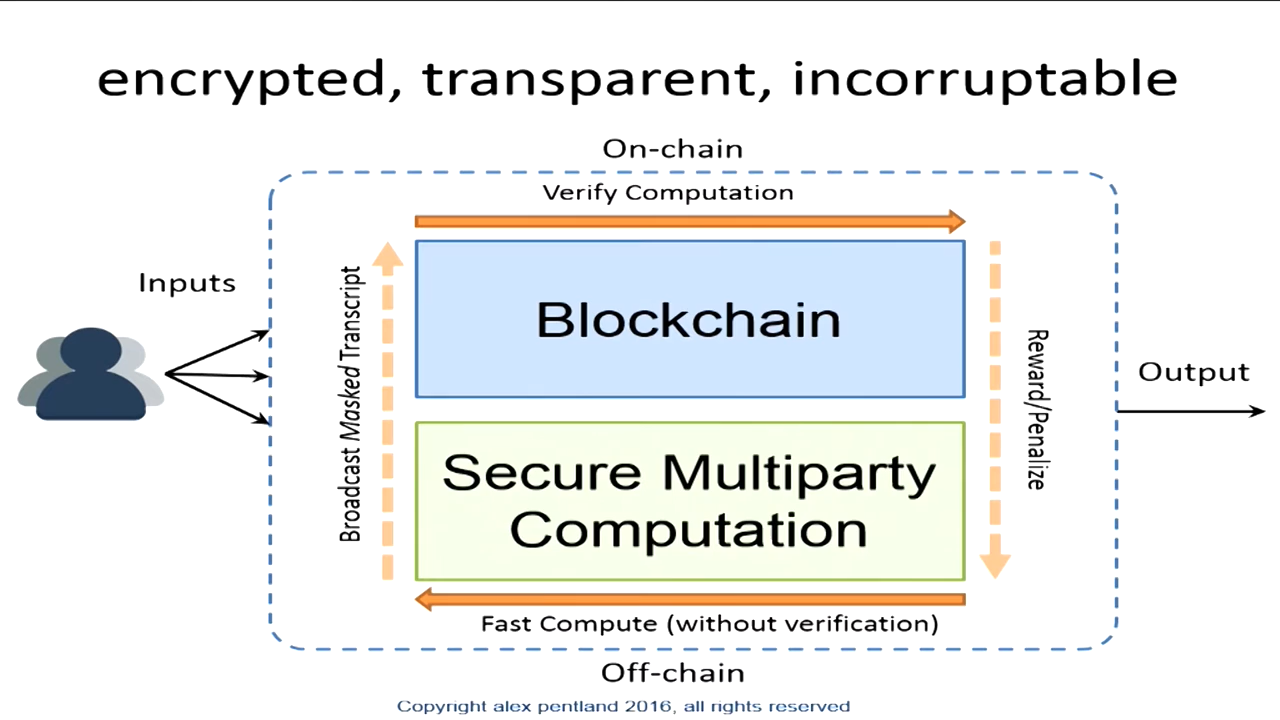 encrypted, transparent, incorruptable
On-chain
Verify Computation
Inputs
Broadcast Masked Transcript
Blockchain
Reward/Penalize
Output
Secure Multiparty
Computation
Fast Compute (without verification)
Off-chain
Copyright alex pentland 2016, all rights reserved